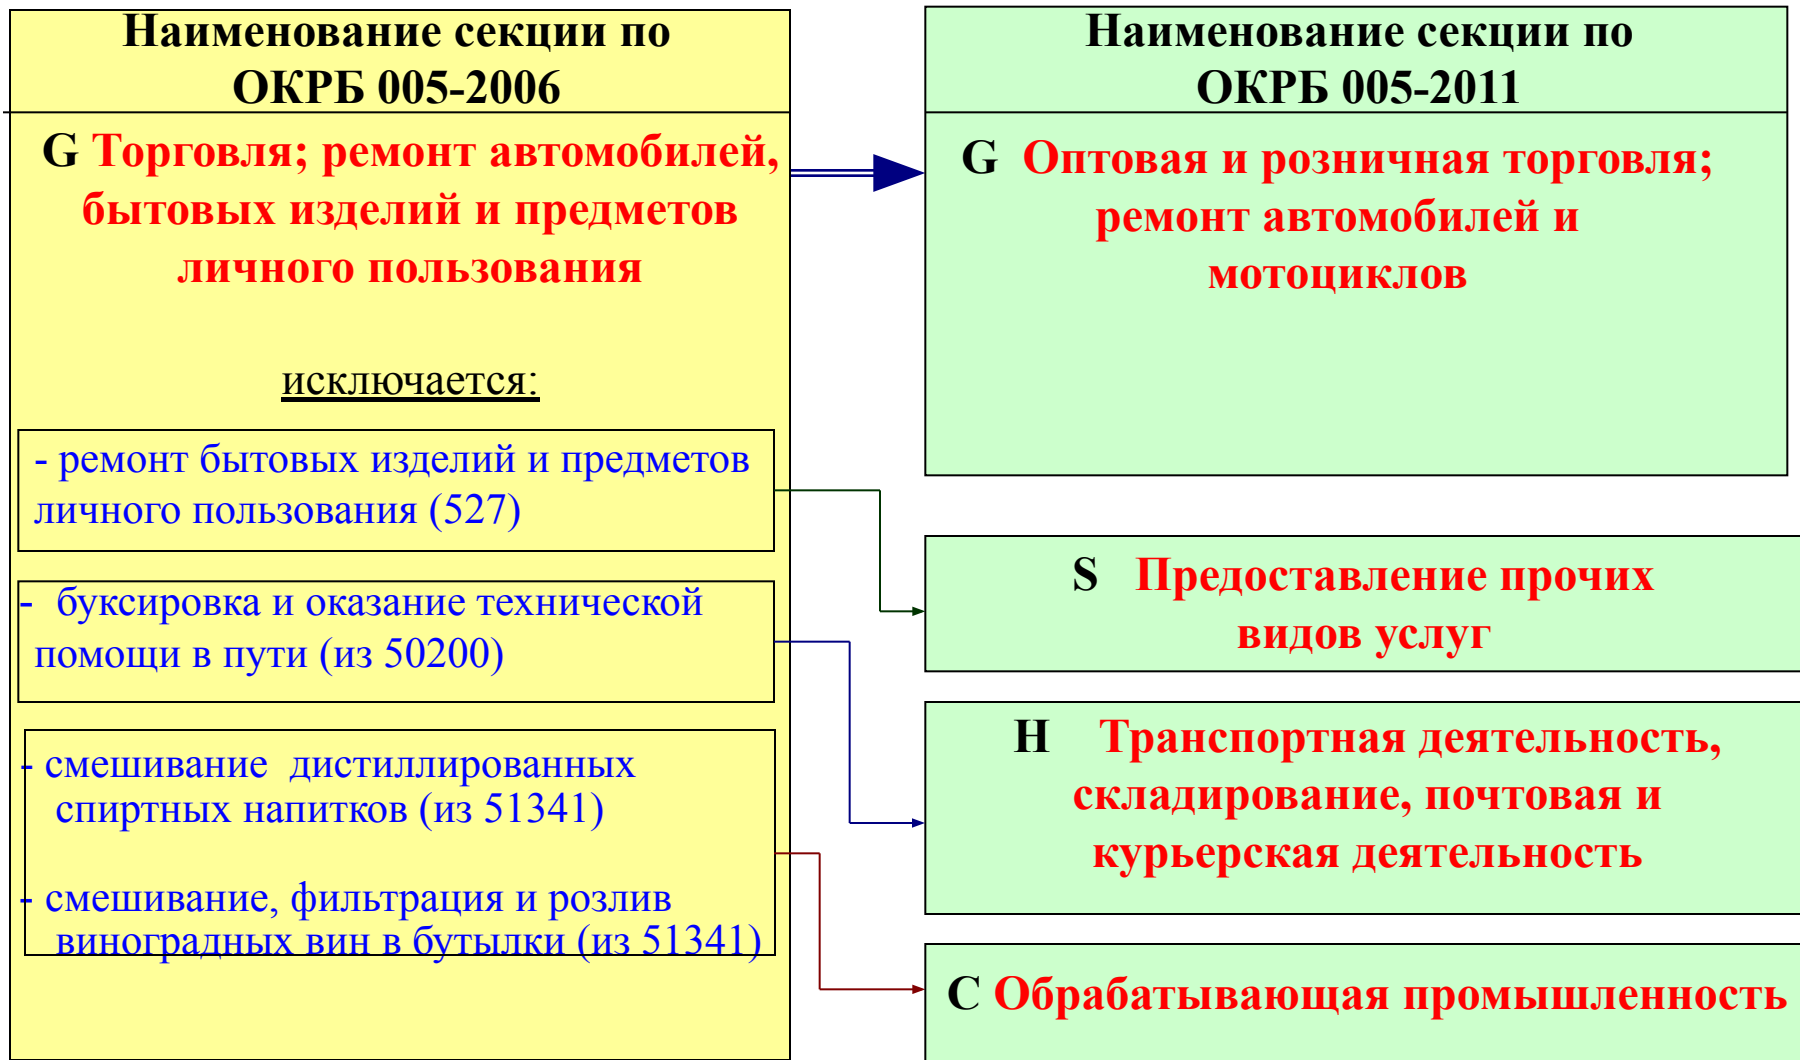 Наименование секции по
ОКРБ 005-2006
G Торговля; ремонт автомобилей,
бытовых изделий и предметов
личного пользования
исключается:
- ремонт бытовых изделий и предметов
личного пользования (527)
- буксировка и оказание технической
помощи в пути (из 50200)
- смешивание дистиллированных
спиртных напитков (из 51341)
- смешивание, фильтрация и розлив
виноградных вин в бутылки (из 51341)
Наименование секции по
ОКРБ 005-2011
G Оптовая и розничная торговля;
ремонт автомобилей и
мотоциклов
S Предоставление прочих
видов услуг
H Транспортная деятельность,
складирование, почтовая и
курьерская деятельность
C Обрабатывающая промышленность